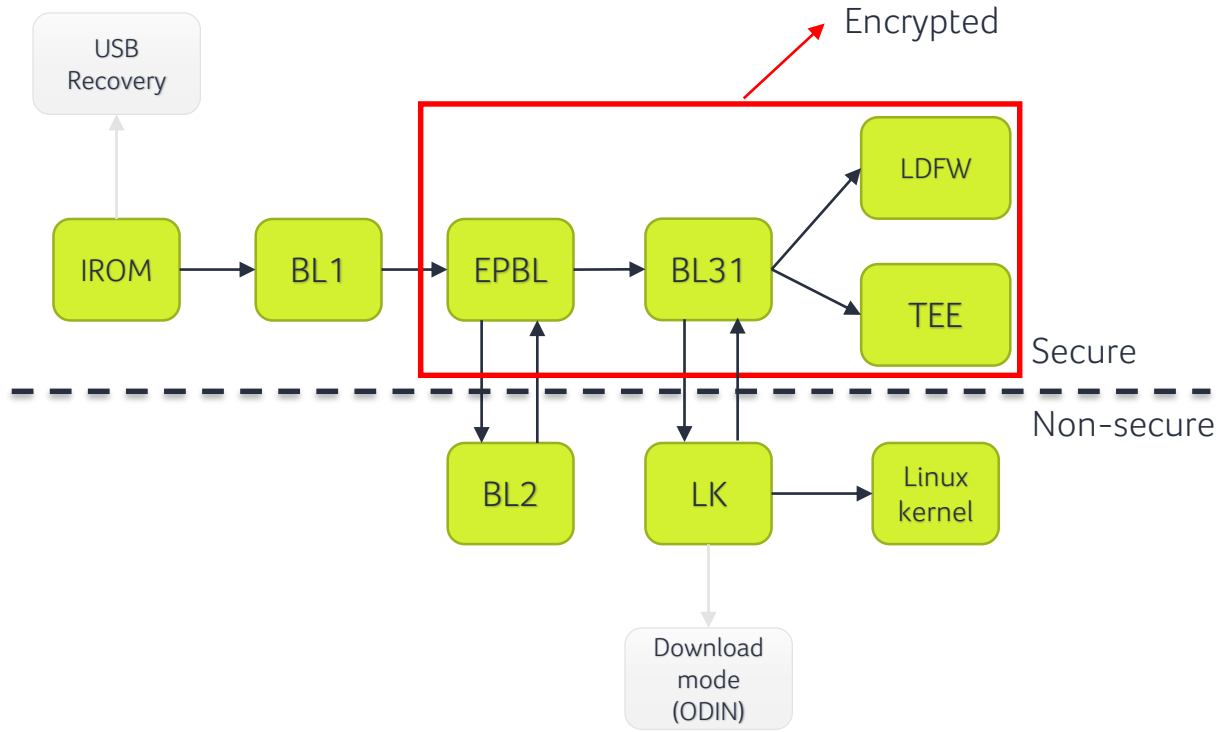 Encrypted
USB
Recovery
LDFW
IROM
BL1
EPBL
BL31
TEE
Secure
Non-secure
BL2
LK
Linux
kernel
Download
mode
(ODIN)